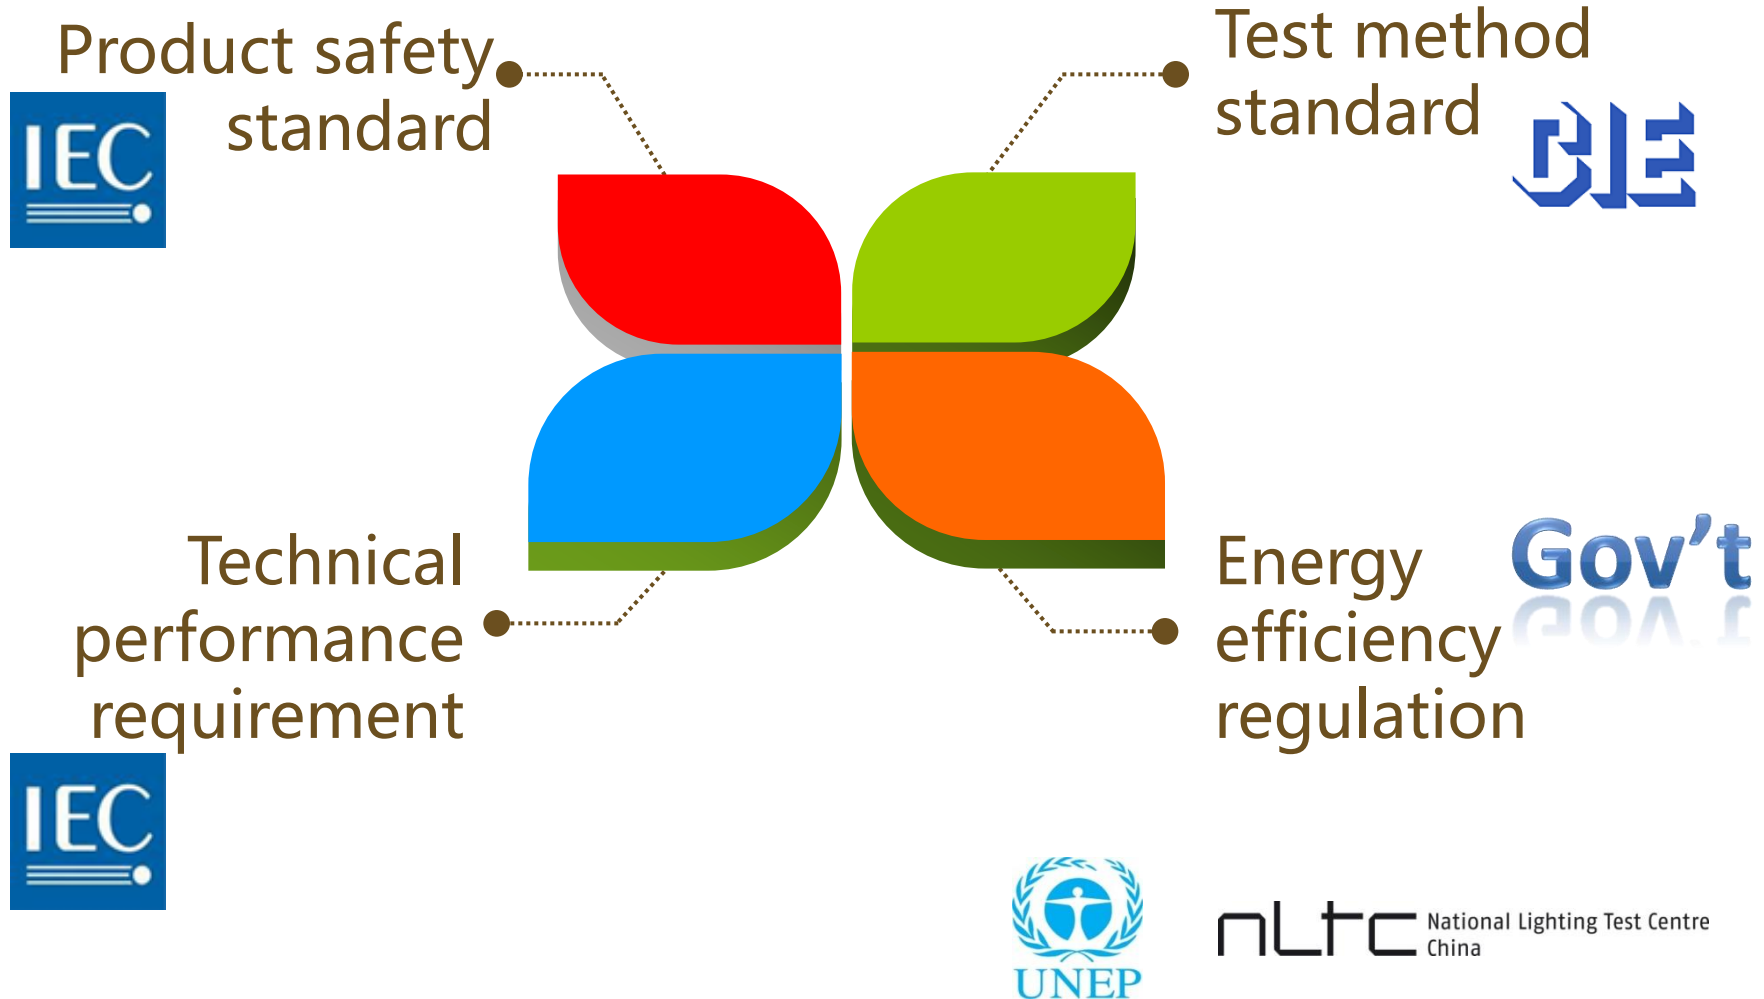 Product safety
standard
IEC
Test method
standard
CIE
Technical
performance
requirement
IEC
Energy
efficiency
regulation
Gov't
UNEP
nltc
National Lighting Test Centre
China